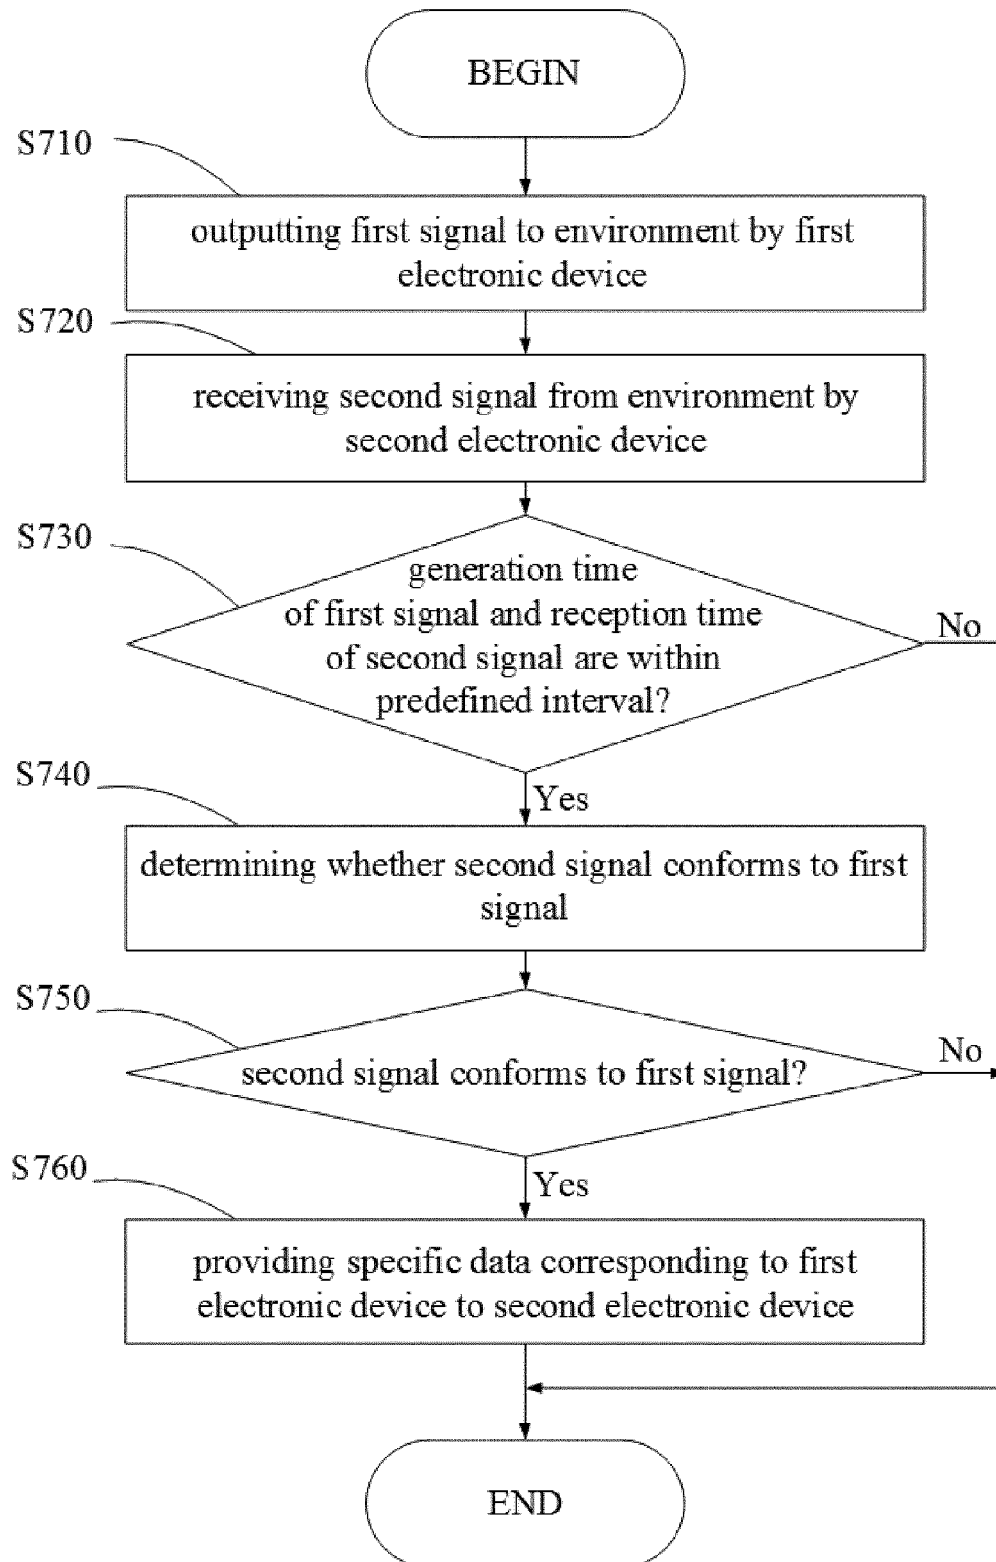 BEGIN
S710
outputting first signal to environment by first
electronic device
S720
receiving second signal from environment by
second electronic device
S730
generation time
of first signal and reception time
of second signal are within
predefined interval?
No
Yes
S740
determining whether second signal conforms to first
signal
S750
second signal conforms to first signal?
No
Yes
S760
providing specific data corresponding to first
electronic device to second electronic device
END